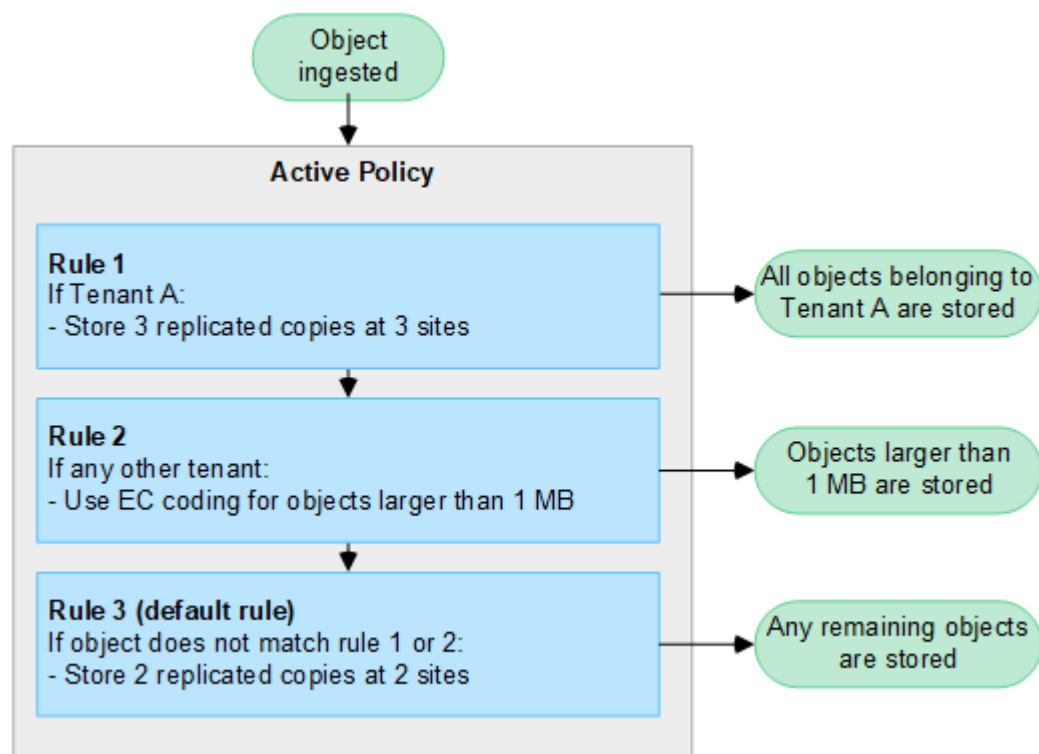 Object
ingested
Active Policy
Rule 1
If Tenant A:
- Store 3 replicated copies at 3 sites
All objects belonging to
Tenant A are stored
Rule 2
If any other tenant:
- Use EC coding for objects larger than 1 MB
Objects larger than
1 MB are stored
Rule 3 (default rule)
If object does not match rule 1 or 2:
- Store 2 replicated copies at 2 sites
Any remaining objects
are stored